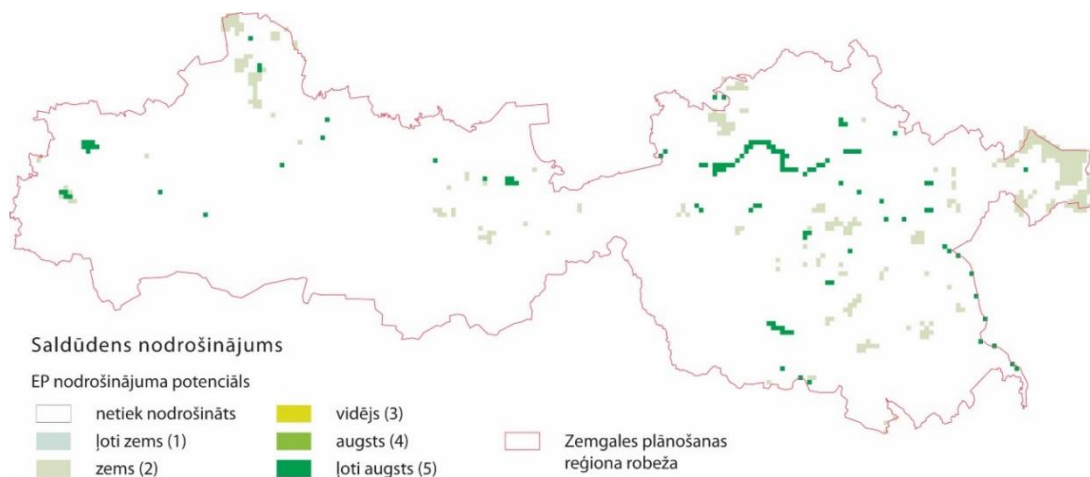 Saldūdens nodrošinājums
EP nodrošinājuma potenciāls
netiek nodrošināts
ļoti zems (1)
zems (2)
vidējs (3)
augsts (4)
ļoti augsts (5)
Zemgales plānošanas
reģiona robeža